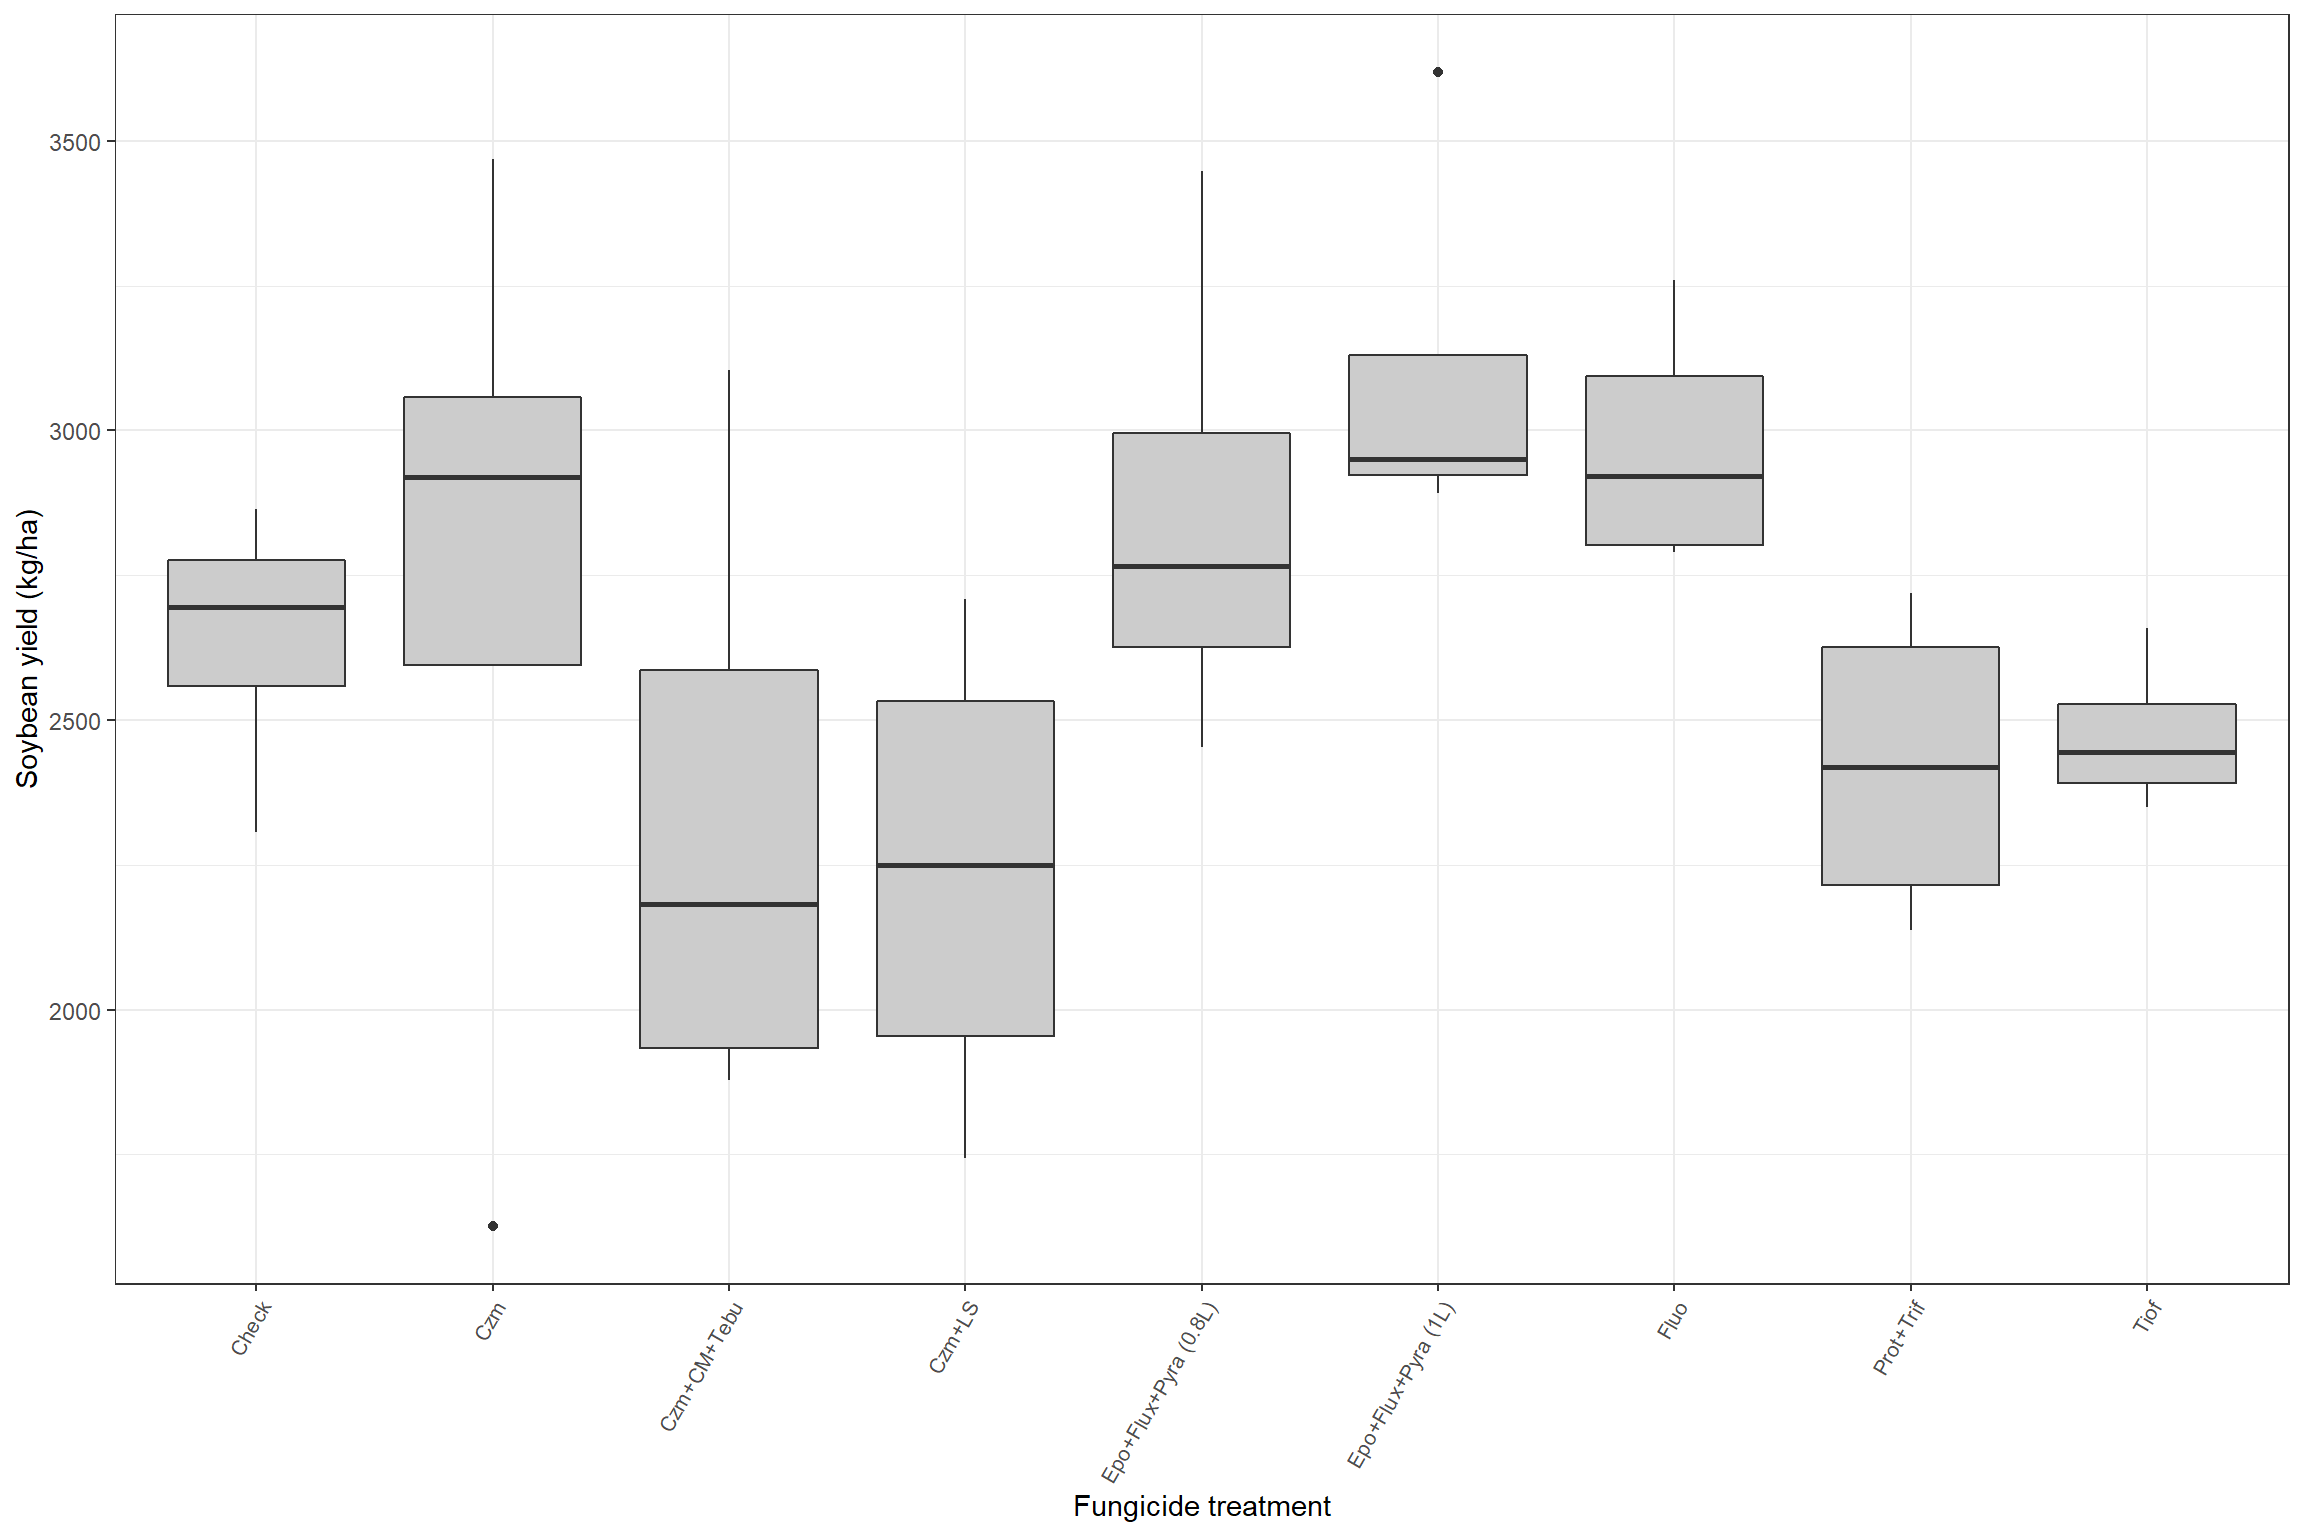 Soybean yield (kg/ha)
3500
3000
2500
2000
Check
Czm
Czm+CM+Tebu
Czm+LS
Epo+Flux+Pyra (0.8L)
Epo+Flux+Pyra (1L)
Fluo
Prot+Trif
Tiof
Fungicide treatment